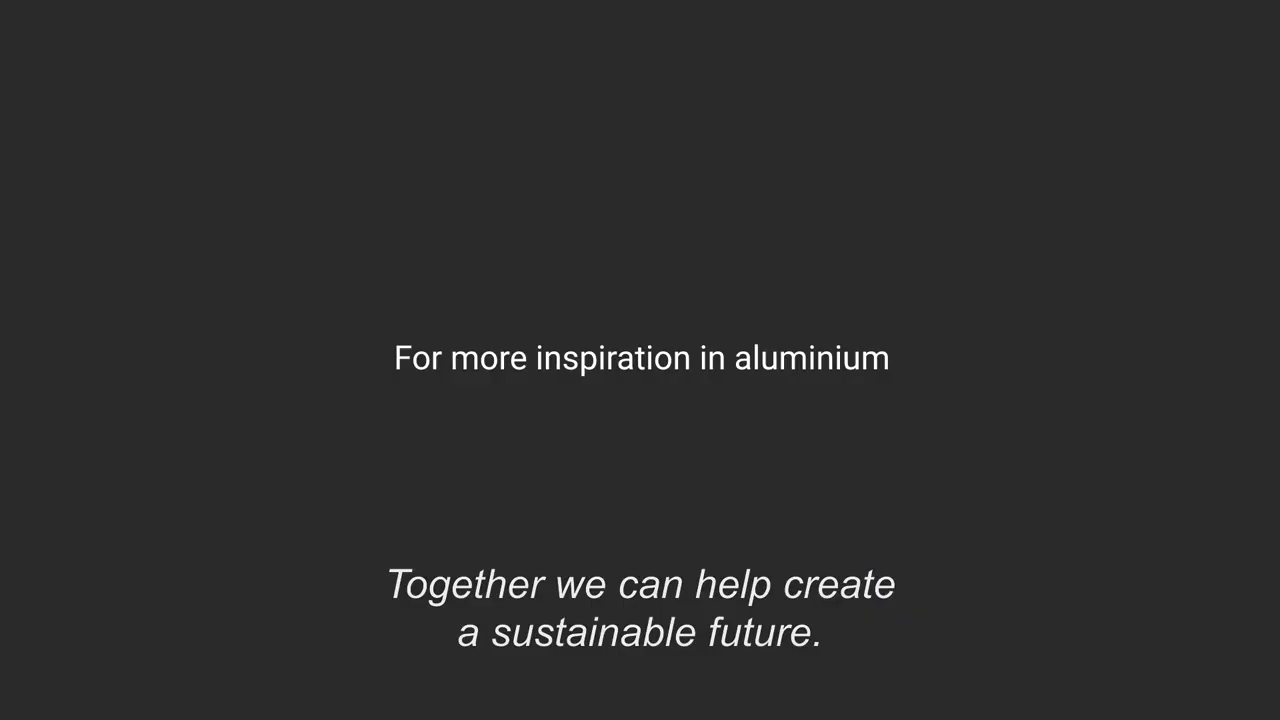 For more inspiration in aluminium
Together we can help create
a sustainable future.